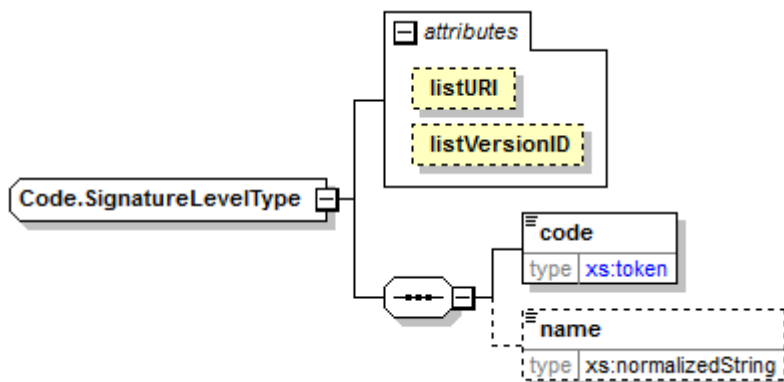 attributes
listURI
listVersionID
Code.SignatureLevelType
code
type xs:token
name
type xs:normalizedString